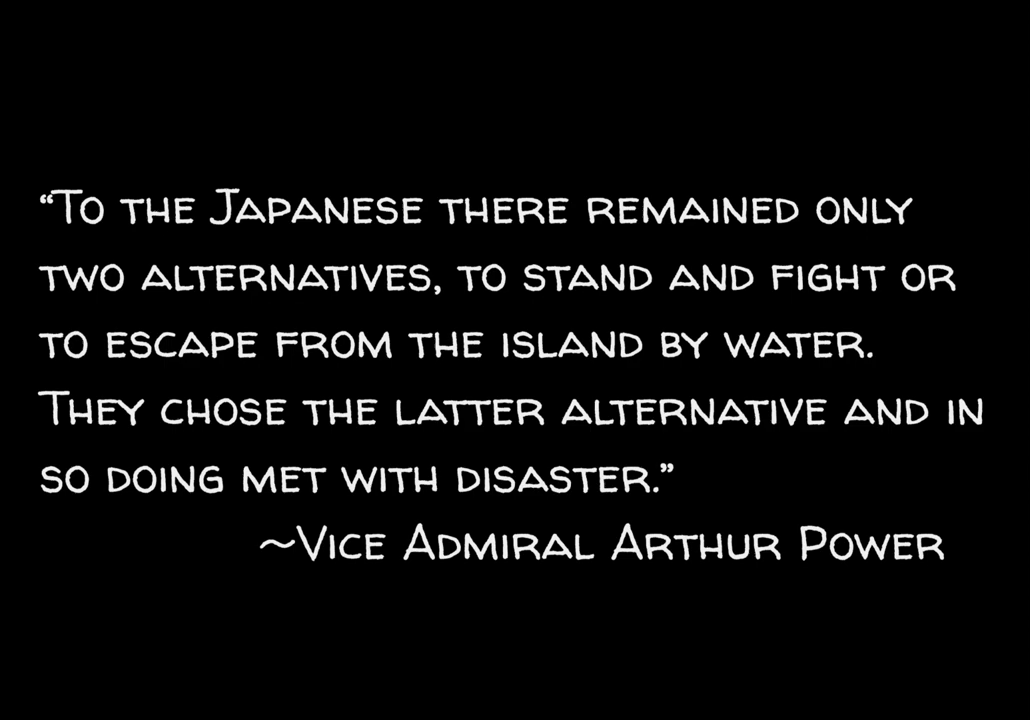 “To the Japanese there remained only
two alternatives, to stand and fight or
to escape from the island by water.
They chose the latter alternative and in
so doing met with disaster.”
~Vice Admiral Arthur Power